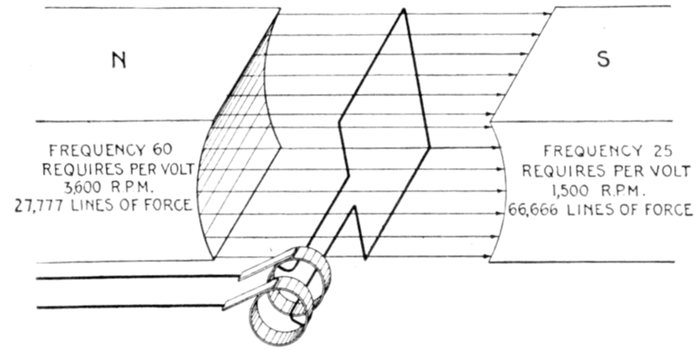 N
S
FREQUENCY 60
REQUIRES PER VOLT
3,600 R.P.M.
27,777 LINES OF FORCE
FREQUENCY 25
REQUIRES PER VOLT
1,500 R.P.M.
66,666 LINES OF FORCE